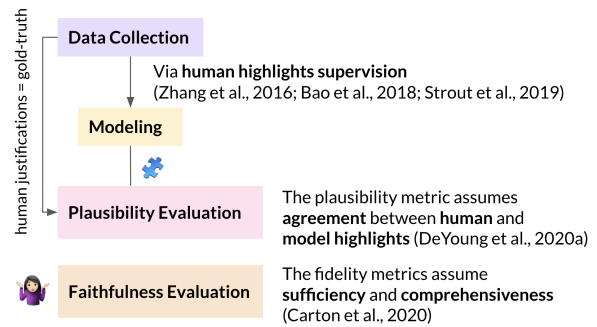 human justifications = gold-truth
Data Collection
Via human highlights supervision
(Zhang et al., 2016; Bao et al., 2018; Strout et al., 2019)
Modeling
Plausibility Evaluation
The plausibility metric assumes
agreement between human and
model highlights (DeYoung et al., 2020a)
Faithfulness Evaluation
The fidelity metrics assume
sufficiency and comprehensiveness
(Carton et al., 2020)